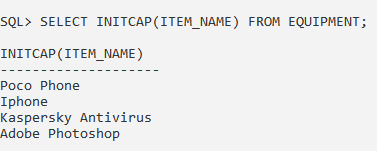 SQL> SELECT INITCAP(ITEM_NAME) FROM EQUIPMENT;
INITCAP(ITEM_NAME)
--------------------
Poco Phone
Iphone
Kaspersky Antivirus
Adobe Photoshop